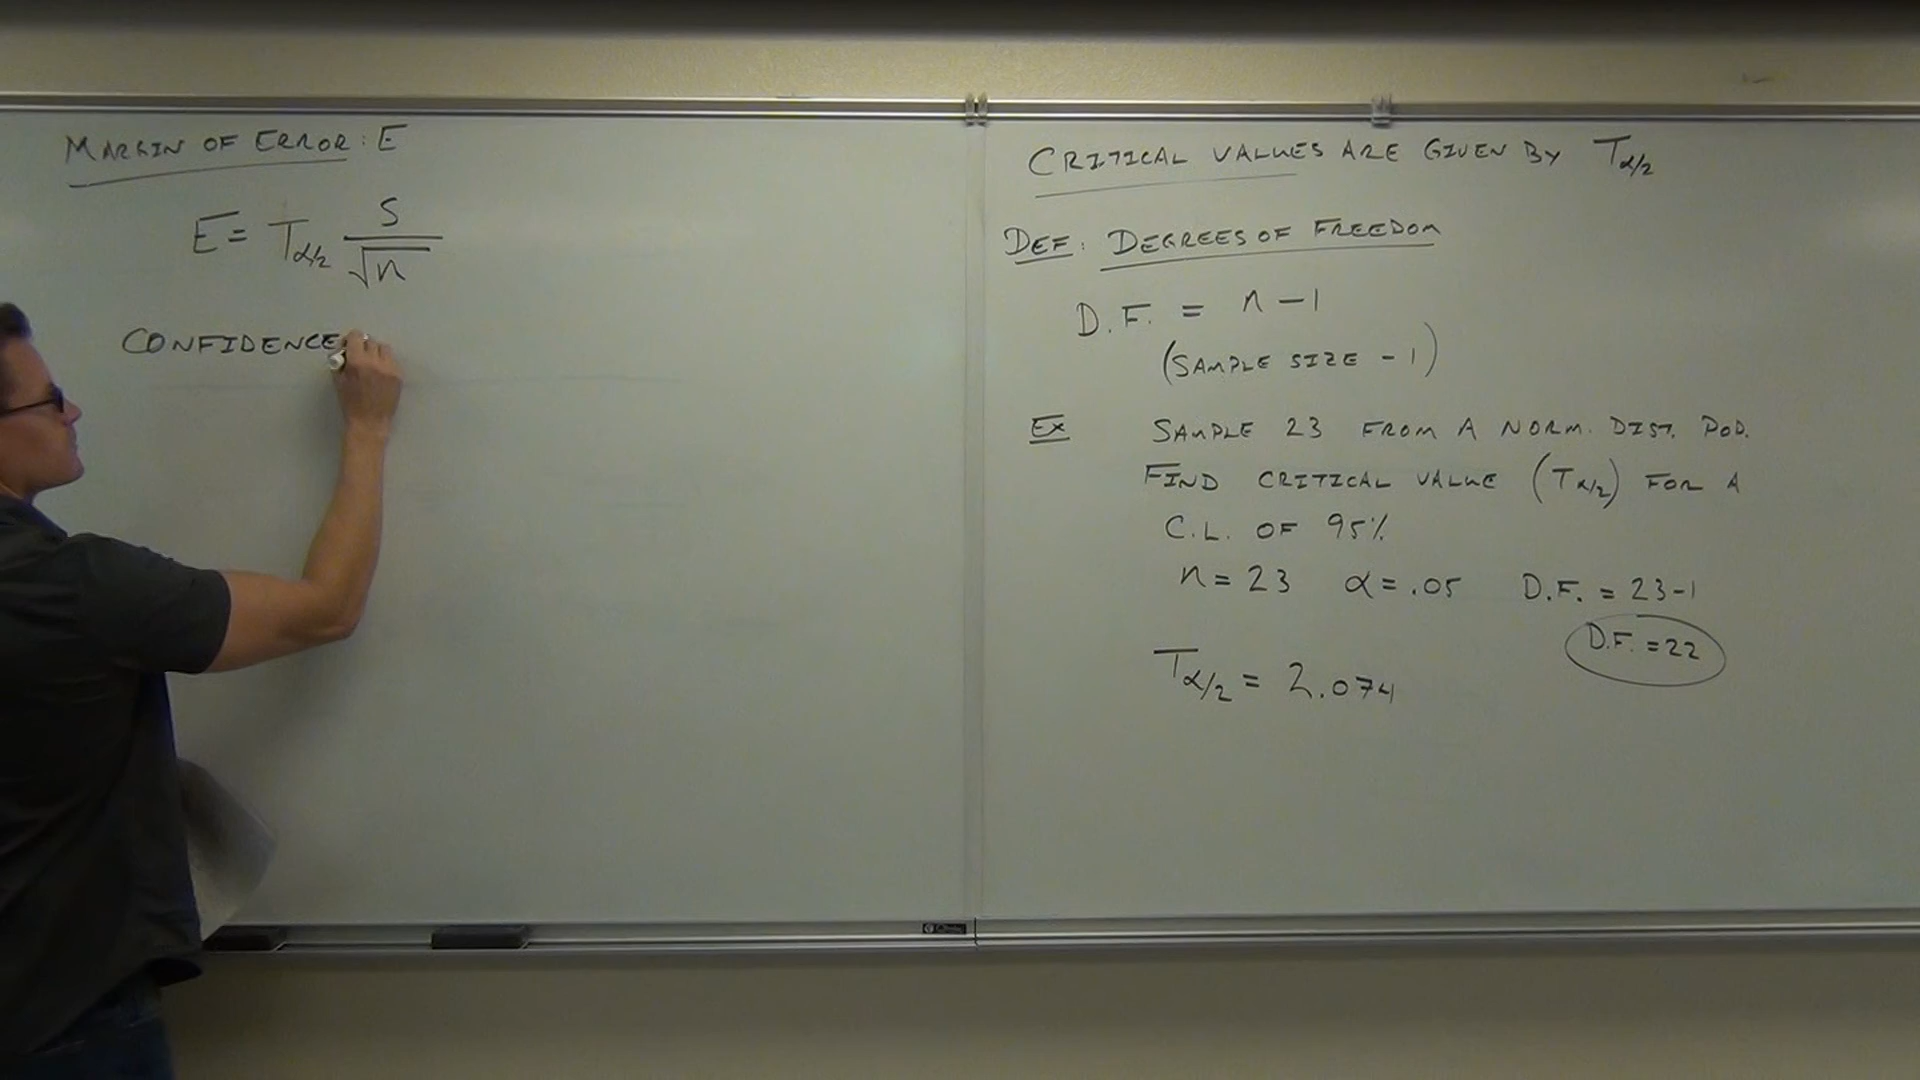 MARGIN OF ERROR: E
E = Tα/2 S/√n
CONFIDENCE
CRITICAL VALUES ARE GIVEN BY Tα/2
DEF: DEGREES OF FREEDOM
D.F. = n - 1
(SAMPLE SIZE - 1)
EX SAMPLE 23 FROM A NORM. DIST. POP.
FIND CRITICAL VALUE (Tα/2) FOR A
C.L. OF 95%
n = 23 α = .05 D.F. = 23-1
D.F. = 22
Tα/2 = 2.074